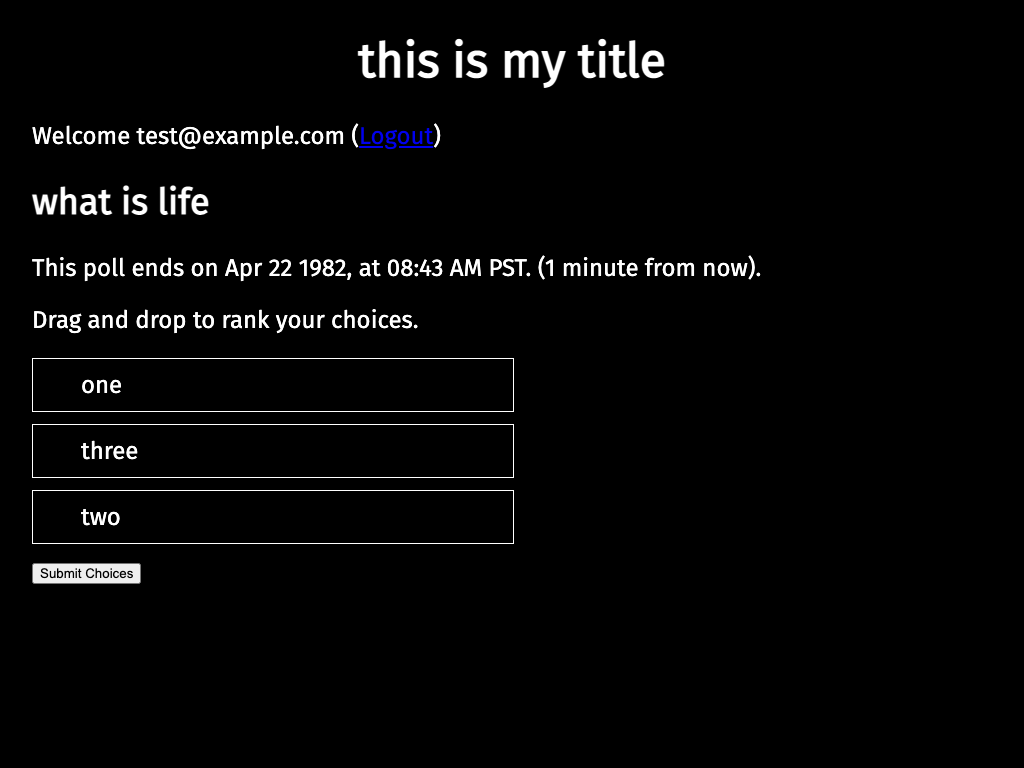 this is my title
Welcome test@example.com (Logout)
what is life
This poll ends on Apr 22 1982, at 08:43 AM PST. (1 minute from now).
Drag and drop to rank your choices.
one
three
two
Submit Choices